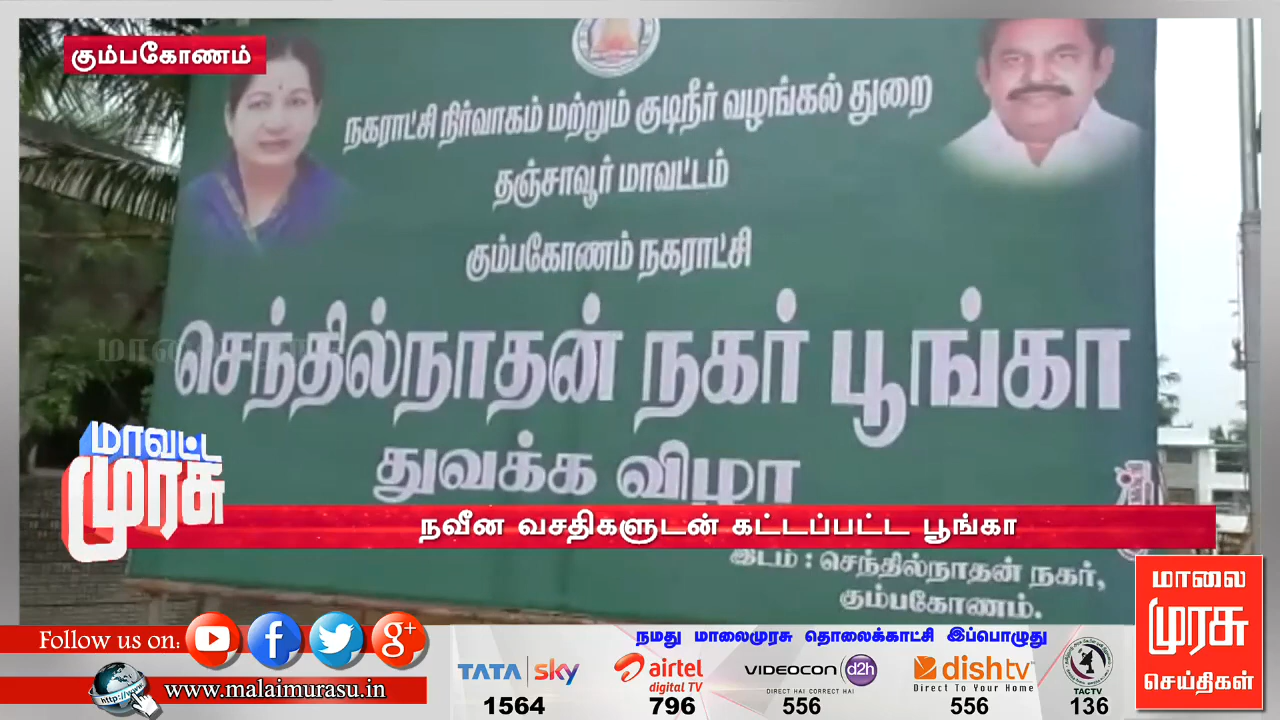 கும்பகோணம்
நகராட்சி நிர்வாகம் மற்றும் குடிநீர் வழங்கல் துறை
தஞ்சாவூர் மாவட்டம்
கும்பகோணம் நகராட்சி
செந்தில்நாதன் நகர் பூங்கா
துவக்க விழா
மாவட்ட
முரசு
நவீன வசதிகளுடன் கட்டப்பட்ட பூங்கா
இடம் : செந்தில்நாதன் நகர்,
கும்பகோணம்.
மாலை
முரசு
செய்திகள்
Follow us on:
http://www
www.malaimurasu.in
நமது மாலைமுரசு தொலைக்காட்சி இப்பொழுது
TATA sky
1564
airtel
digital TV
796
VIDEOCON d2h
DIRECT HAI CORRECT HAI
556
dishtv
Direct To Your Home
556
TACTV
136